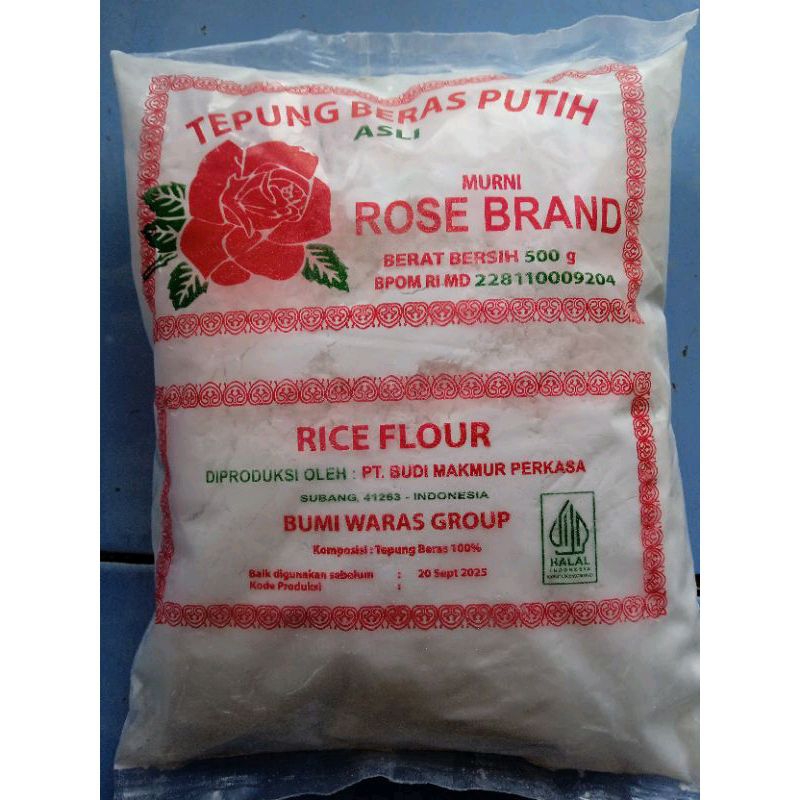 TEPUNG BERAS PUTIH
ASLI
MURNI
ROSE BRAND
BERAT BERSIH 500 g
BPOM RI MD 228110009204
RICE FLOUR
DIPRODUKSI OLEH : PT. BUDI MAKMUR PERKASA
SUBANG, 41263 - INDONESIA
BUMI WARAS GROUP
Komposisi : Tepung Beras 100%
Baik digunakan sebelum : 20 Sept 2025
Kode Produksi :
HALAL
INDONESIA